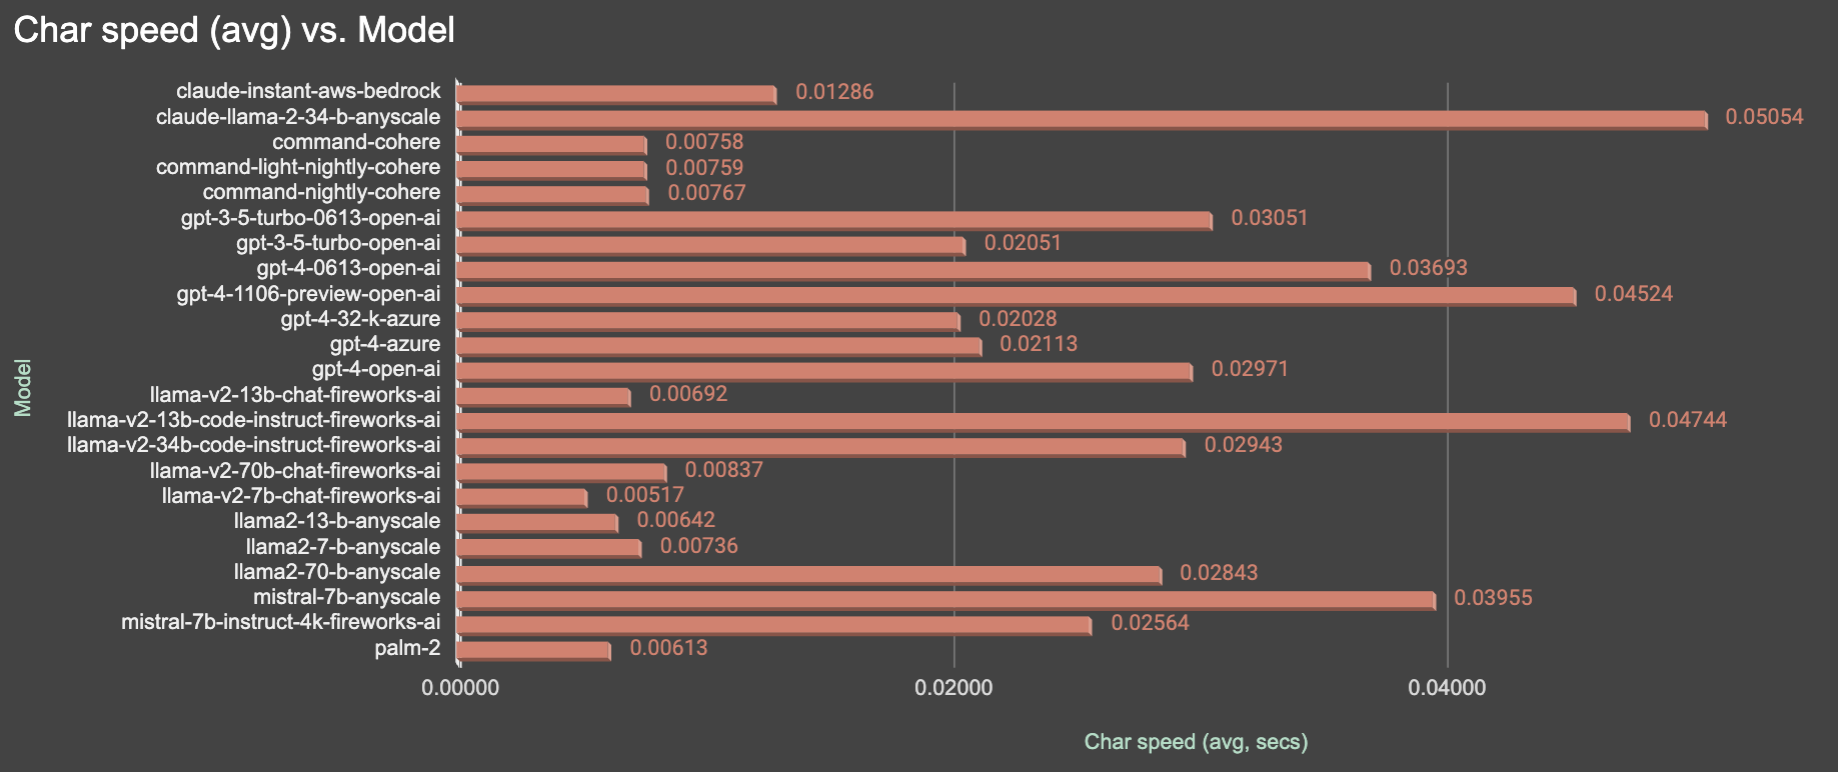 Char speed (avg) vs. Model
claude-instant-aws-bedrock 0.01286
claude-llama-2-34-b-anyscale 0.05054
command-cohere 0.00758
command-light-nightly-cohere 0.00759
command-nightly-cohere 0.00767
gpt-3-5-turbo-0613-open-ai 0.03051
gpt-3-5-turbo-open-ai 0.02051
gpt-4-0613-open-ai 0.03693
gpt-4-1106-preview-open-ai 0.04524
gpt-4-32-k-azure 0.02028
gpt-4-azure 0.02113
gpt-4-open-ai 0.02971
llama-v2-13b-chat-fireworks-ai 0.00692
llama-v2-13b-code-instruct-fireworks-ai 0.04744
llama-v2-34b-code-instruct-fireworks-ai 0.02943
llama-v2-70b-chat-fireworks-ai 0.00837
llama-v2-7b-chat-fireworks-ai 0.00517
llama2-13-b-anyscale 0.00642
llama2-7-b-anyscale 0.00736
llama2-70-b-anyscale 0.02843
mistral-7b-anyscale 0.03955
mistral-7b-instruct-4k-fireworks-ai 0.02564
palm-2 0.00613
Model
0.00000 0.02000 0.04000
Char speed (avg, secs)